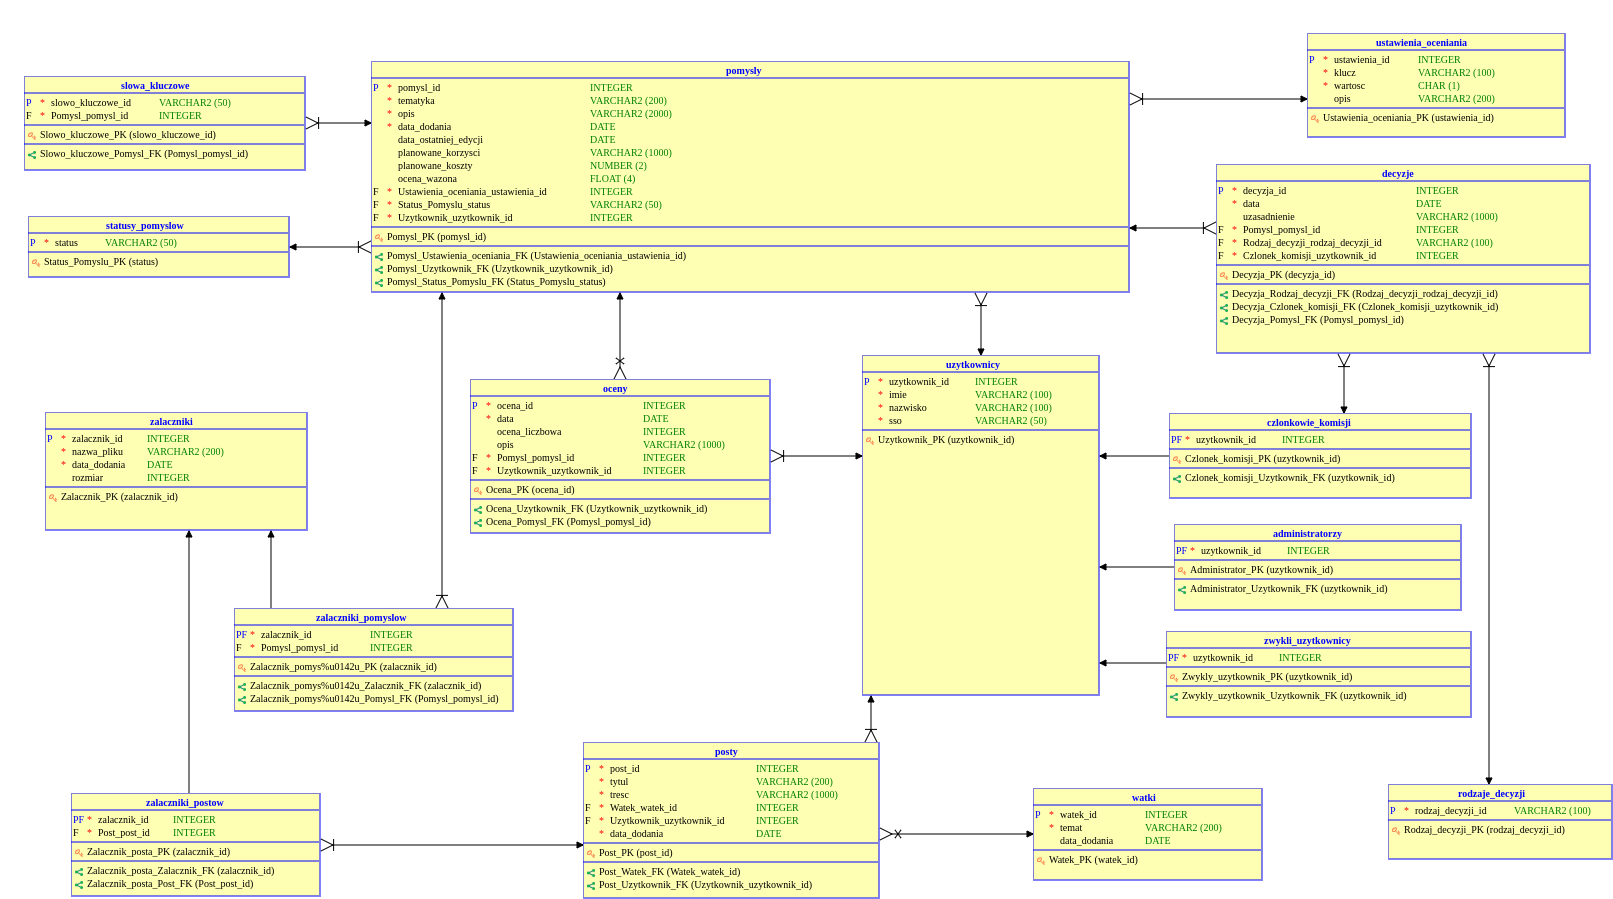 slowa_kluczowe
P * slowo_kluczowe_id VARCHAR2 (50)
F * Pomysl_pomysl_id INTEGER
Slowo_kluczowe_PK (slowo_kluczowe_id)
Slowo_kluczowe_Pomysl_FK (Pomysl_pomysl_id)
statusy_pomyslow
P * status VARCHAR2 (50)
Status_Pomyslu_PK (status)
pomysly
P * pomysl_id INTEGER
* tematyka VARCHAR2 (200)
* opis VARCHAR2 (2000)
* data_dodania DATE
data_ostatniej_edycji DATE
planowane_korzysci VARCHAR2 (1000)
planowane_koszty NUMBER (2)
ocena_wazona FLOAT (4)
F * Ustawienia_oceniania_ustawienia_id INTEGER
F * Status_Pomyslu_status VARCHAR2 (50)
F * Uzytkownik_uzytkownik_id INTEGER
Pomysl_PK (pomysl_id)
Pomysl_Ustawienia_oceniania_FK (Ustawienia_oceniania_ustawienia_id)
Pomysl_Uzytkownik_FK (Uzytkownik_uzytkownik_id)
Pomysl_Status_Pomyslu_FK (Status_Pomyslu_status)
ustawienia_oceniania
P * ustawienia_id INTEGER
* klucz VARCHAR2 (100)
* wartosc CHAR (1)
opis VARCHAR2 (200)
Ustawienia_oceniania_PK (ustawienia_id)
decyzje
P * decyzja_id INTEGER
* data DATE
uzasadnienie VARCHAR2 (1000)
F * Pomysl_pomysl_id INTEGER
F * Rodzaj_decyzji_rodzaj_decyzji_id VARCHAR2 (100)
F * Czlonek_komisji_uzytkownik_id INTEGER
Decyzja_PK (decyzja_id)
Decyzja_Rodzaj_decyzji_FK (Rodzaj_decyzji_rodzaj_decyzji_id)
Decyzja_Czlonek_komisji_FK (Czlonek_komisji_uzytkownik_id)
Decyzja_Pomysl_FK (Pomysl_pomysl_id)
zalaczniki
P * zalacznik_id INTEGER
* nazwa_pliku VARCHAR2 (200)
* data_dodania DATE
rozmiar INTEGER
Zalacznik_PK (zalacznik_id)
oceny
P * ocena_id INTEGER
* data DATE
ocena_liczbowa INTEGER
opis VARCHAR2 (1000)
F * Pomysl_pomysl_id INTEGER
F * Uzytkownik_uzytkownik_id INTEGER
Ocena_PK (ocena_id)
Ocena_Uzytkownik_FK (Uzytkownik_uzytkownik_id)
Ocena_Pomysl_FK (Pomysl_pomysl_id)
uzytkownicy
P * uzytkownik_id INTEGER
* imie VARCHAR2 (100)
* nazwisko VARCHAR2 (100)
* sso VARCHAR2 (50)
Uzytkownik_PK (uzytkownik_id)
czlonkowie_komisji
PF * uzytkownik_id INTEGER
Czlonek_komisji_PK (uzytkownik_id)
Czlonek_komisji_Uzytkownik_FK (uzytkownik_id)
administratorzy
PF * uzytkownik_id INTEGER
Administrator_PK (uzytkownik_id)
Administrator_Uzytkownik_FK (uzytkownik_id)
zwykli_uzytkownicy
PF * uzytkownik_id INTEGER
Zwykly_uzytkownik_PK (uzytkownik_id)
Zwykly_uzytkownik_Uzytkownik_FK (uzytkownik_id)
zalaczniki_pomyslow
PF * zalacznik_id INTEGER
F * Pomysl_pomysl_id INTEGER
Zalacznik_pomys%u0142u_PK (zalacznik_id)
Zalacznik_pomys%u0142u_Zalacznik_FK (zalacznik_id)
Zalacznik_pomys%u0142u_Pomysl_FK (Pomysl_pomysl_id)
zalaczniki_postow
PF * zalacznik_id INTEGER
F * Post_post_id INTEGER
Zalacznik_posta_PK (zalacznik_id)
Zalacznik_posta_Zalacznik_FK (zalacznik_id)
Zalacznik_posta_Post_FK (Post_post_id)
posty
P * post_id INTEGER
* tytul VARCHAR2 (200)
* tresc VARCHAR2 (1000)
F * Watek_watek_id INTEGER
F * Uzytkownik_uzytkownik_id INTEGER
* data_dodania DATE
Post_PK (post_id)
Post_Watek_FK (Watek_watek_id)
Post_Uzytkownik_FK (Uzytkownik_uzytkownik_id)
watki
P * watek_id INTEGER
* temat VARCHAR2 (200)
data_dodania DATE
Watek_PK (watek_id)
rodzaje_decyzji
P * rodzaj_decyzji_id VARCHAR2 (100)
Rodzaj_decyzji_PK (rodzaj_decyzji_id)